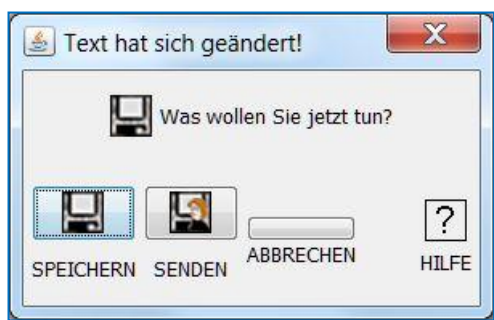 Text hat sich geändert!
Was wollen Sie jetzt tun?
?
SPEICHERN SENDEN ABBRECHEN HILFE